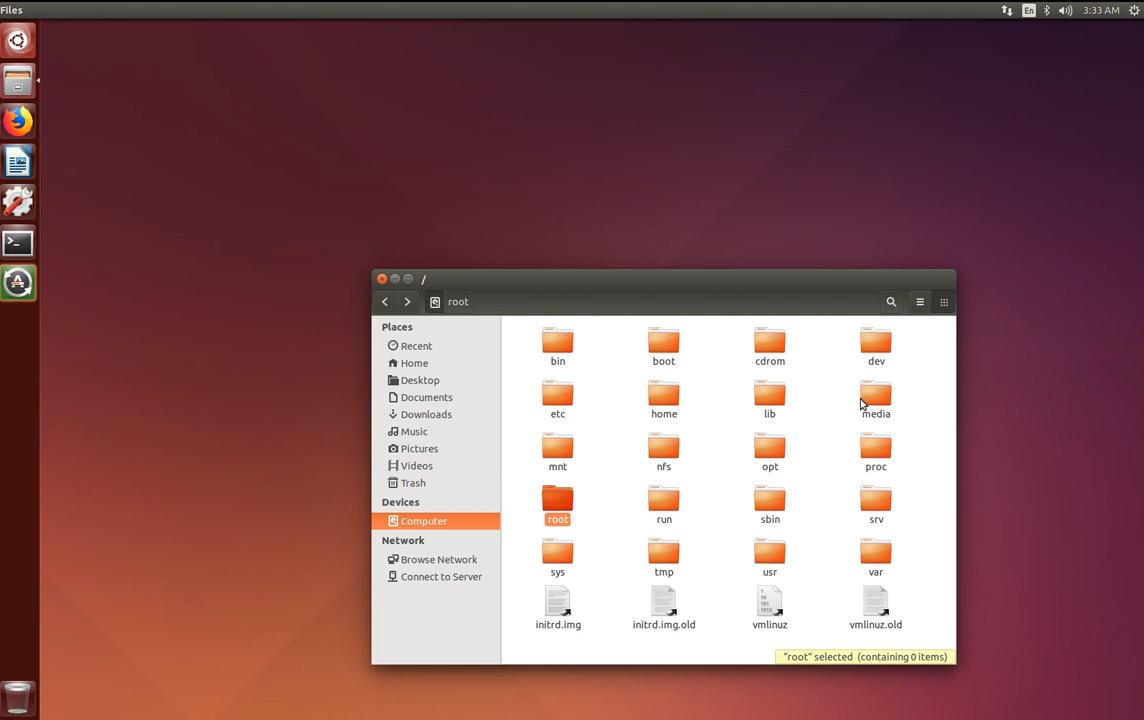 Files
En
3:33 AM
/
root
Places
Recent
Home
Desktop
Documents
Downloads
Music
Pictures
Videos
Trash
Devices
Computer
Network
Browse Network
Connect to Server
bin boot cdrom dev
etc home lib media
mnt nfs opt proc
root run sbin srv
sys tmp usr var
initrd.img initrd.img.old vmlinuz vmlinuz.old
"root" selected (containing 0 items)